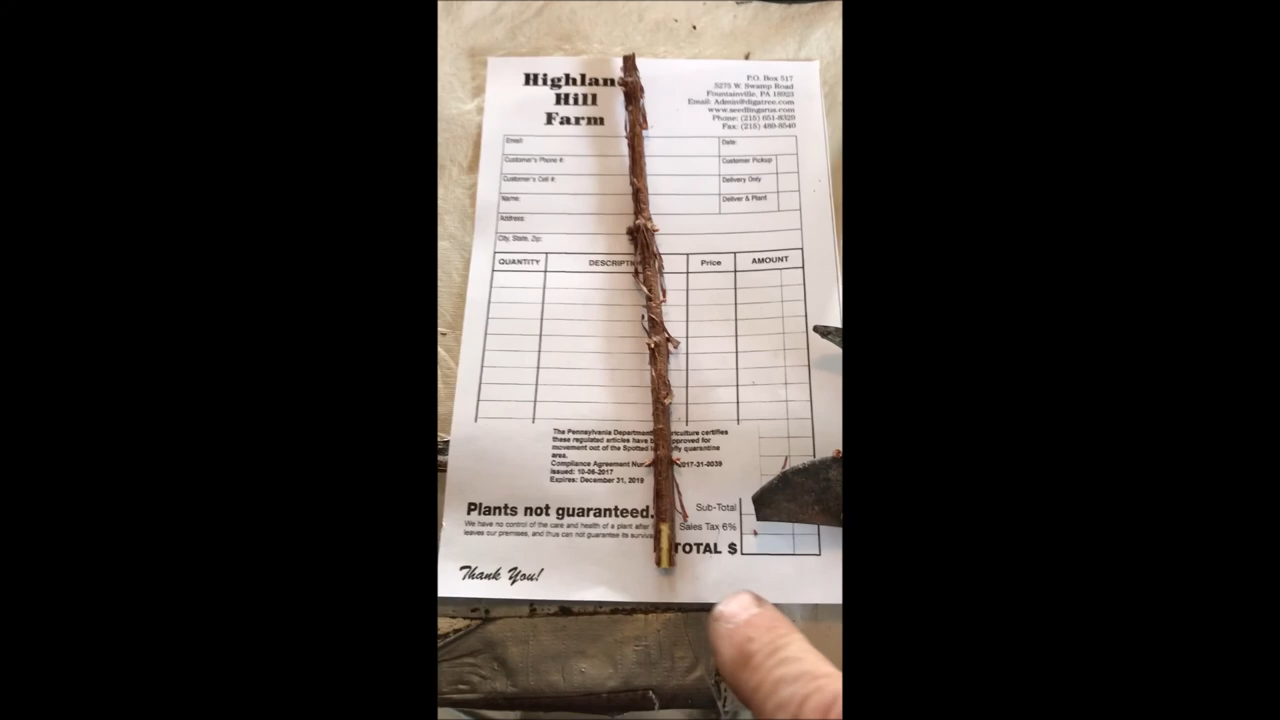 Highlan
Hill
Farm
P.O. Box 517
5275 W. Swamp Road
Fountainville, PA 18923
Email: Admin@digatree.com
www.seedlingsrus.com
Phone: (215) 651-8329
Fax: (215) 489-8540
Email:
Date:
Customer's Phone #:
Customer Pickup
Customer's Cell #:
Delivery Only
Name:
Deliver & Plant
Address:
City, State, Zip:
QUANTITY DESCRIPTI Price AMOUNT
The Pennsylvania Department riculture certifies
these regulated articles have be approved for
movement out of the Spotted fly quarantine
area.
Compliance Agreement Nu 2017-31-0039
Issued: 10-06-2017
Expires: December 31, 2019
Plants not guaranteed.
We have no control of the care and health of a plant after
leaves our premises, and thus can not guarantee its surviva
Sub-Total
Sales Tax 6%
TOTAL $
Thank You!